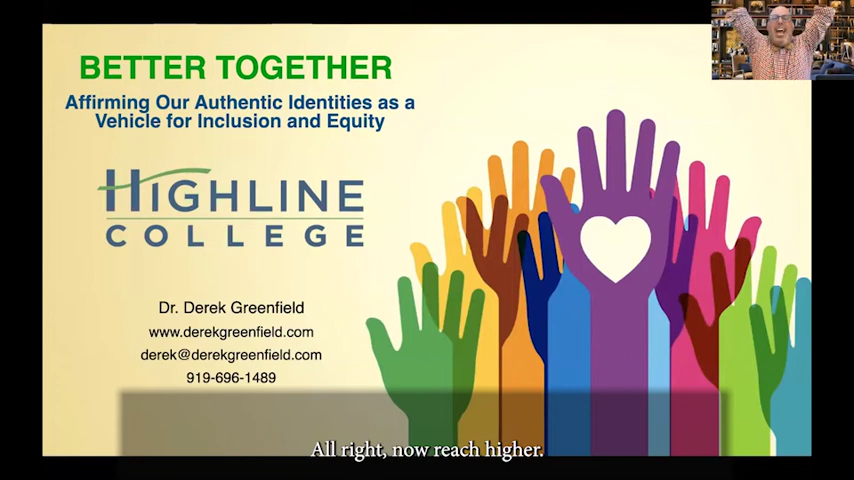 BETTER TOGETHER
Affirming Our Authentic Identities as a
Vehicle for Inclusion and Equity
HIGHLINE
COLLEGE
Dr. Derek Greenfield
www.derekgreenfield.com
derek@derekgreenfield.com
919-696-1489
All right, now reach higher.